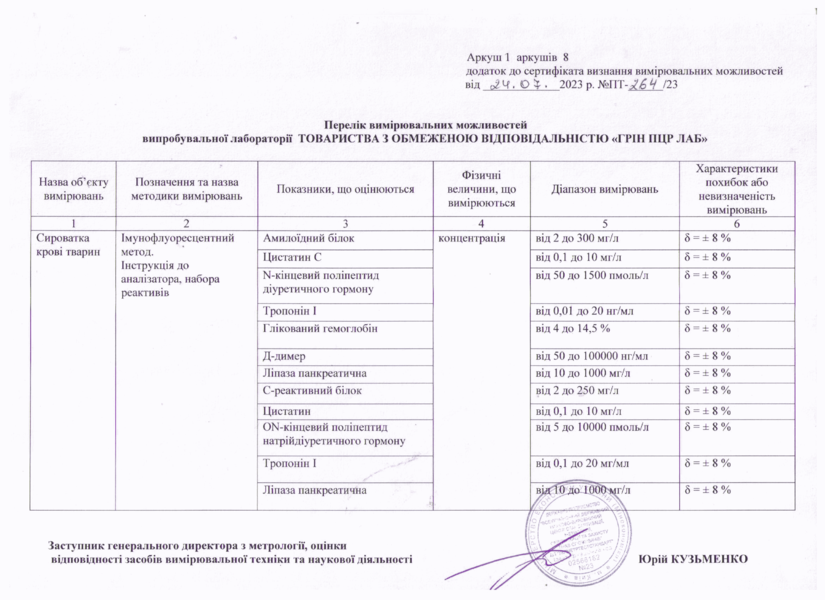 1
Аркуш 1 аркушів 8
додаток до сертифіката визнання вимірювальних можливостей
від 24.07. 2023 р. №ПТ-264/23
Перелік вимірювальних можливостей
випробувальної лабораторії ТОВАРИСТВА З ОБМЕЖЕНОЮ ВІДПОВІДАЛЬНІСТЮ «ГРІН ПЦР ЛАБ»
Назва об’єкту вимірювань | Позначення та назва методики вимірювань | Показники, що оцінюються | Фізичні величини, що вимірюються | Діапазон вимірювань | Характеристики похибок або невизначеність вимірювань
1 | 2 | 3 | 4 | 5 | 6
Сироватка крові тварин | Імунофлуоресцентний метод. Інструкція до аналізатора, набора реактивів | Амилоїдний білок | концентрація | від 2 до 300 мг/л | δ = ± 8 %
Цистатин С | від 0,1 до 10 мг/л | δ = ± 8 %
N-кінцевий поліпептид діуретичного гормону | від 50 до 1500 пмоль/л | δ = ± 8 %
Тропонін І | від 0,01 до 20 нг/мл | δ = ± 8 %
Глікований гемоглобін | від 4 до 14,5 % | δ = ± 8 %
Д-димер | від 50 до 100000 нг/мл | δ = ± 8 %
Ліпаза панкреатична | від 10 до 1000 мг/л | δ = ± 8 %
С-реактивний білок | від 2 до 250 мг/л | δ = ± 8 %
Цистатин | від 0,1 до 10 мг/л | δ = ± 8 %
ON-кінцевий поліпептид натрійдіуретичного гормону | від 5 до 10000 пмоль/л | δ = ± 8 %
Тропонін І | від 0,1 до 20 мг/мл | δ = ± 8 %
Ліпаза панкреатична | від 10 до 1000 мг/л | δ = ± 8 %
Заступник генерального директора з метрології, оцінки
відповідності засобів вимірювальної техніки та наукової діяльності
Юрій КУЗЬМЕНКО